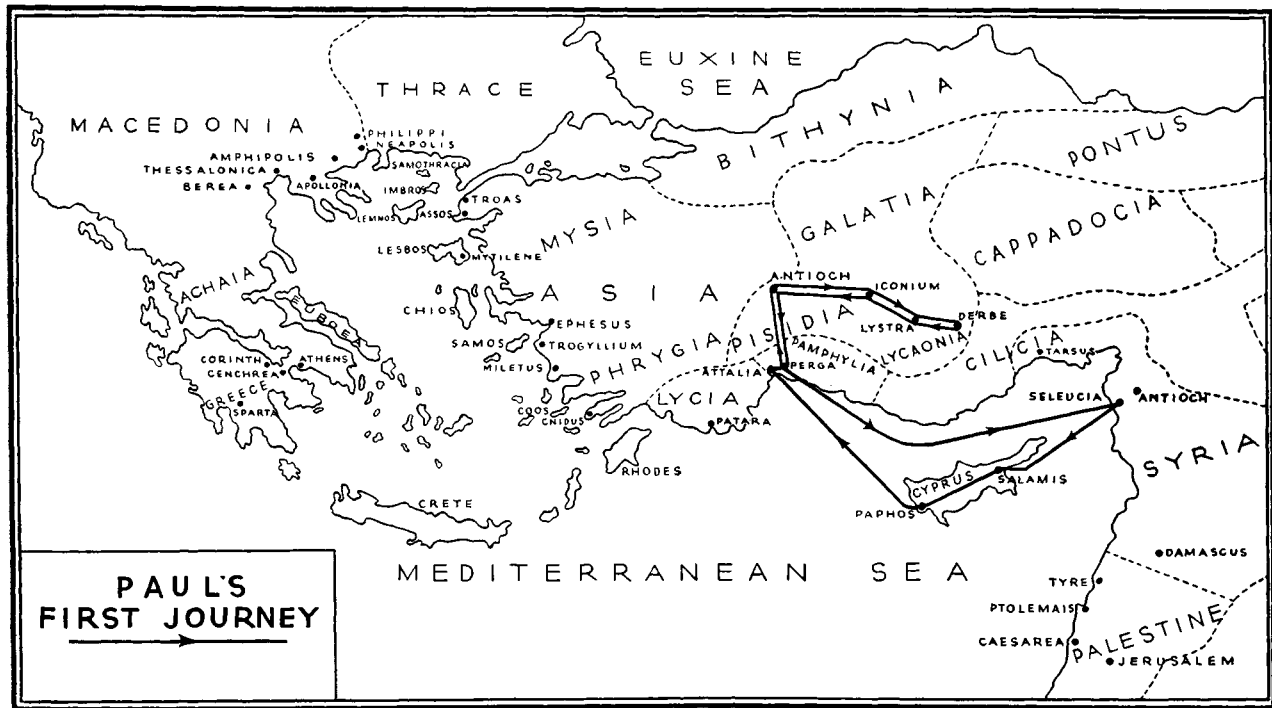 EUXINE
SEA
THRACE
MACEDONIA
BITHYNIA
PONTUS
PHILIPPI
NEAPOLIS
AMPHIPOLIS
SAMOTHRACIA
THESSALONICA
APOLLONIA
BEREA
IMBROS
TROAS
LEMNOS
ASSOS
GALATIA
CAPPADOCIA
MYSIA
LESBOS
MYTILENE
ACHAIA
EUBOEA
ASIA
ANTIOCH
ICONIUM
CHIOS
EPHESUS
LYSTRA
DERBE
PISIDIA
SAMOS
TROGYLLIUM
PHRYGIA
PAMPHYLIA
LYCAONIA
CILICIA
TARSUS
CORINTH
ATHENS
CENCHREA
MILETUS
ATTALIA
PERGA
GREECE
SPARTA
LYCIA
SELEUCIA
ANTIOCH
COOS
CNIDUS
PATARA
SYRIA
RHODES
CYPRUS
SALAMIS
CRETE
PAPHOS
MEDITERRANEAN SEA
DAMASCUS
TYRE
PTOLEMAIS
PALESTINE
CAESAREA
JERUSALEM
PAUL'S
FIRST JOURNEY